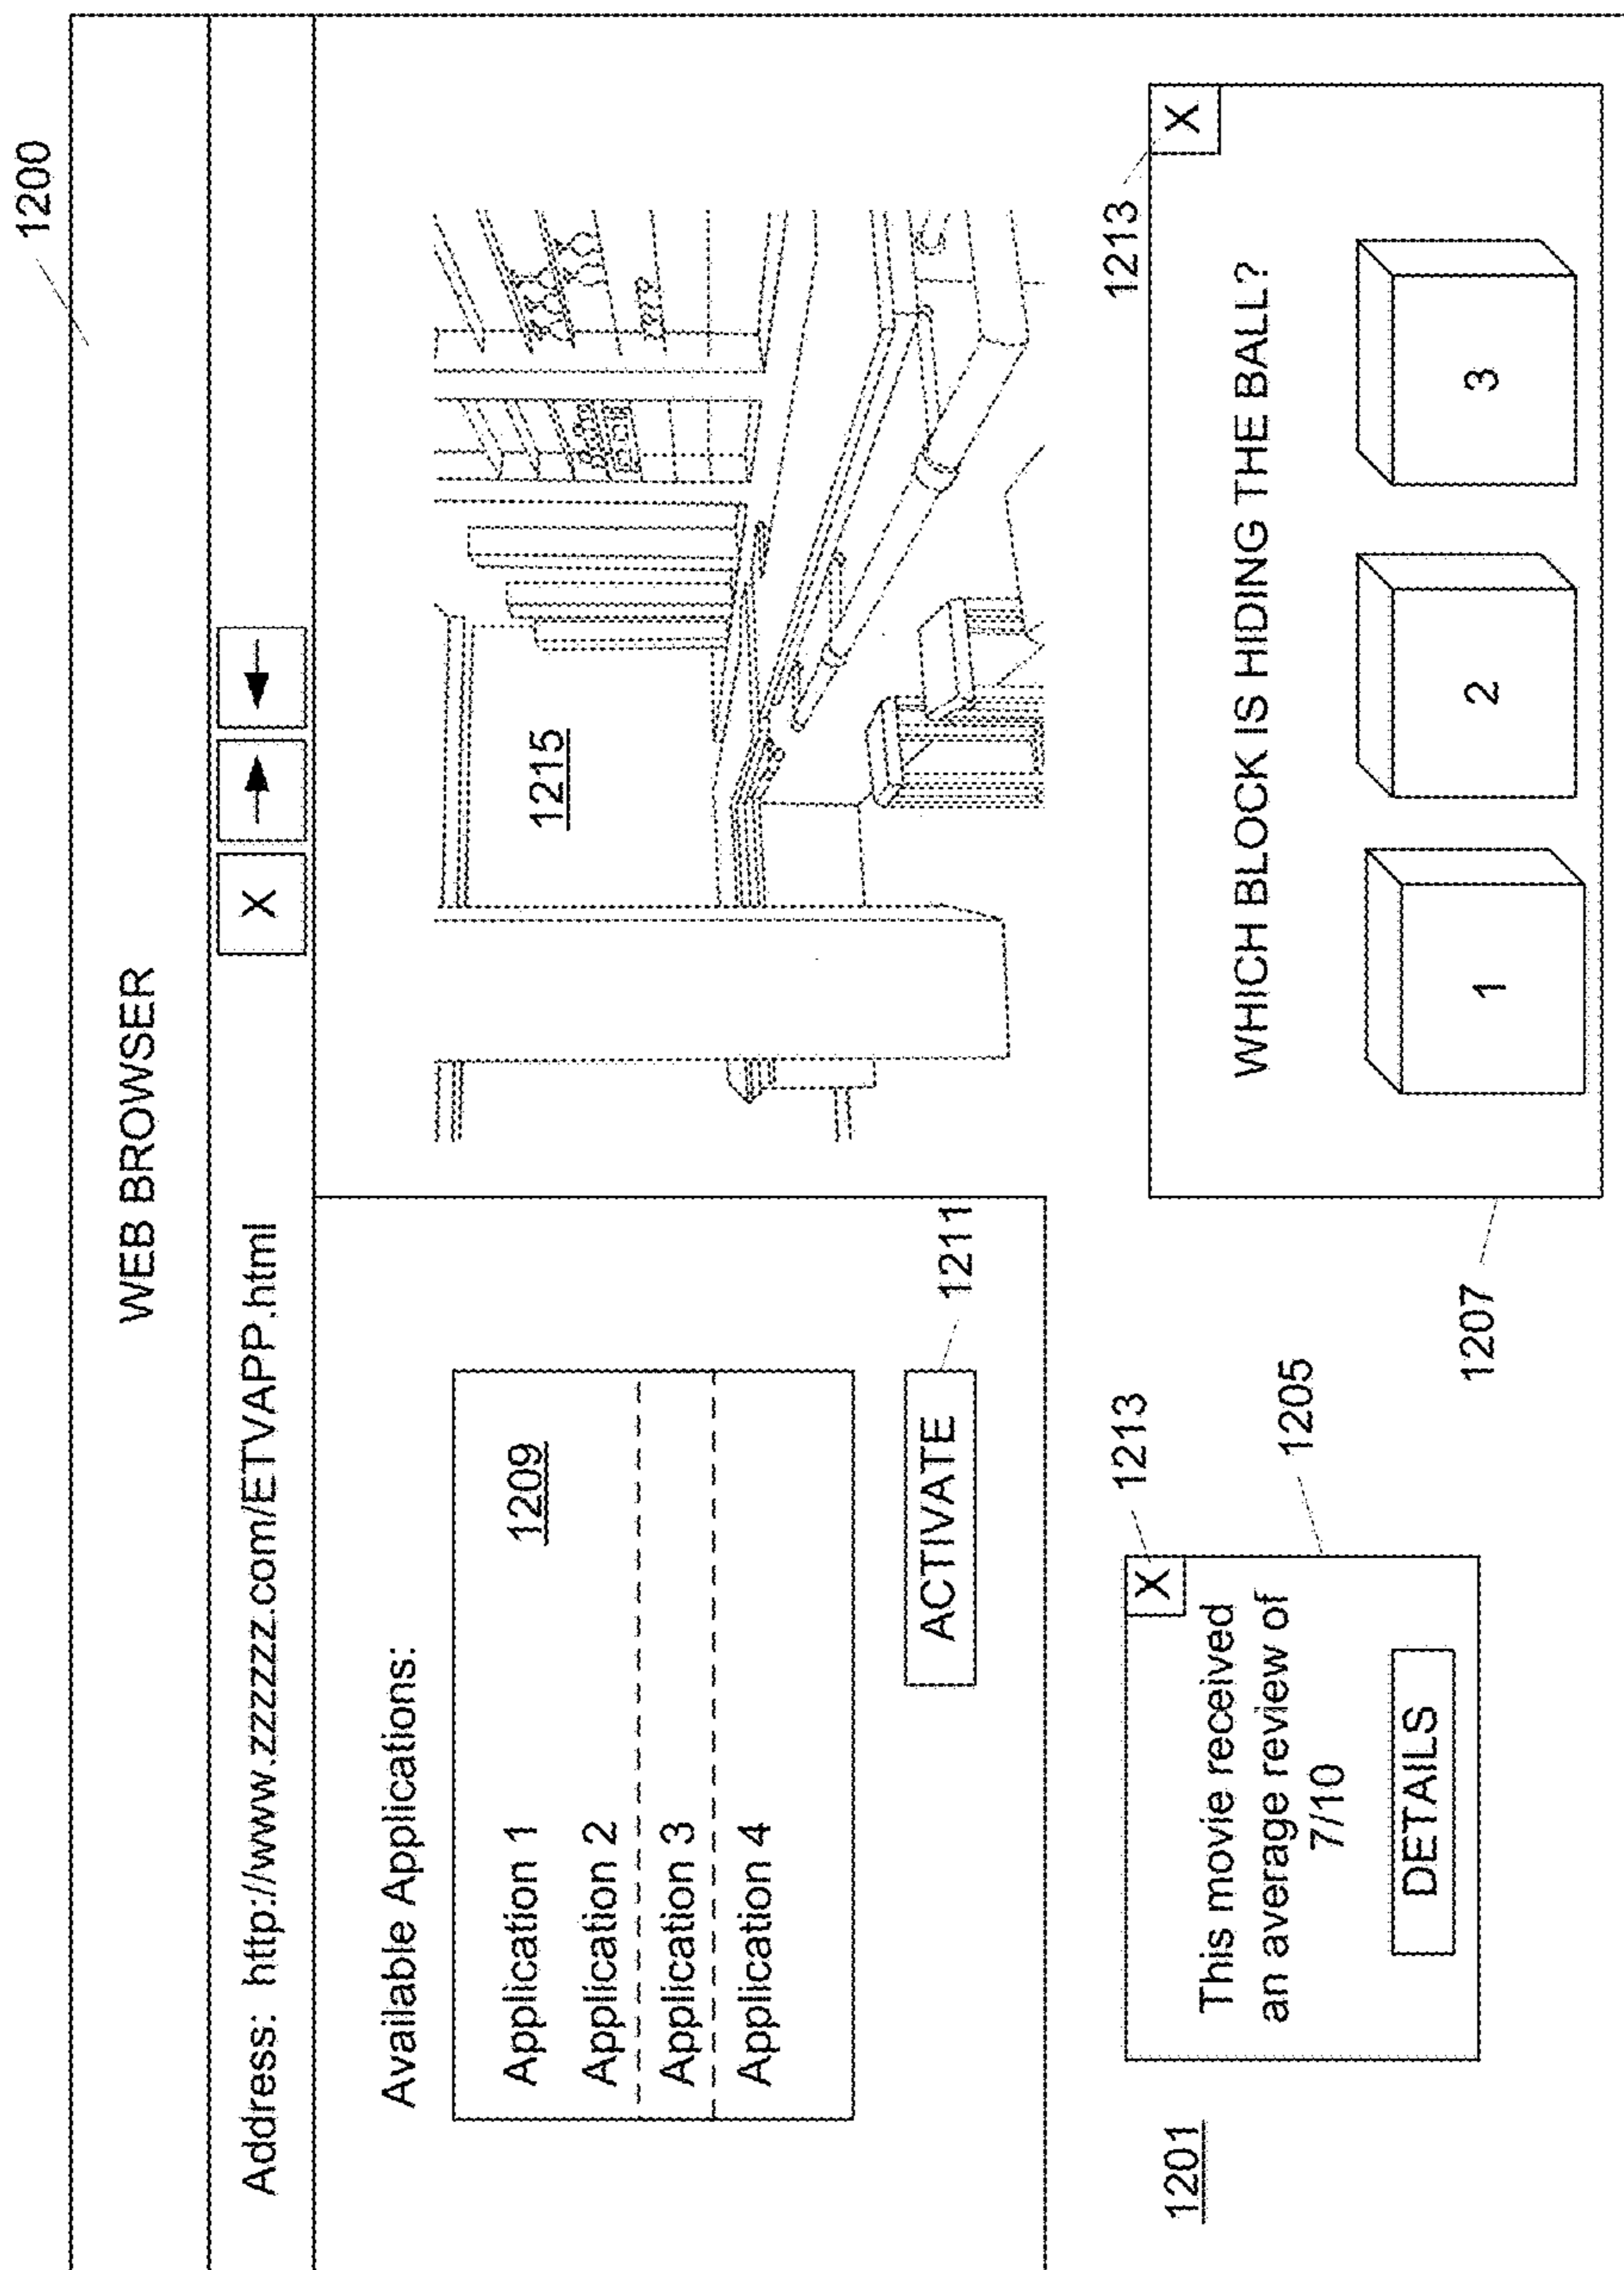 1200
WEB BROWSER
Address: http://www.zzzzzz.com/ETVAPP.html
X
Available Applications:
1209
Application 1
Application 2
Application 3
Application 4
ACTIVATE
1211
1215
1201
1213
X
This movie received
an average review of
7/10
DETAILS
1205
1207
1213
X
WHICH BLOCK IS HIDING THE BALL?
1
2
3